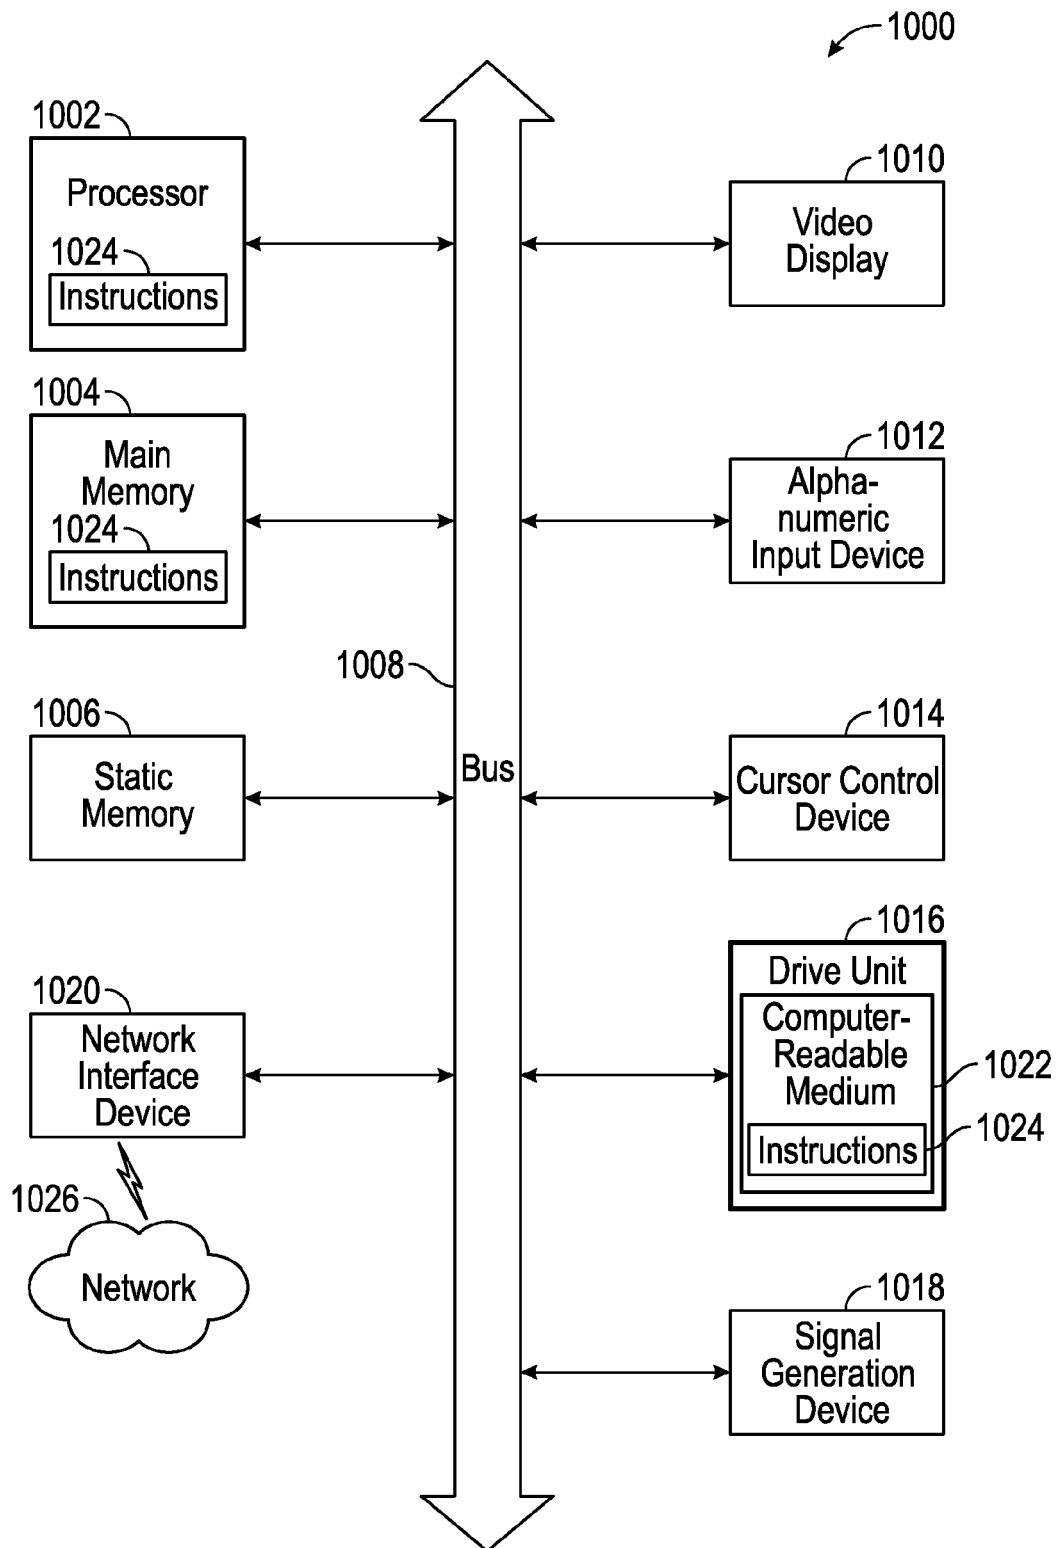 1000
1002
Processor
1024
Instructions
1004
Main
Memory
1024
Instructions
1006
Static
Memory
1020
Network
Interface
Device
1026
Network
1008
Bus
1010
Video
Display
1012
Alpha-
numeric
Input Device
1014
Cursor Control
Device
1016
Drive Unit
Computer-
Readable
Medium
1022
Instructions
1024
1018
Signal
Generation
Device